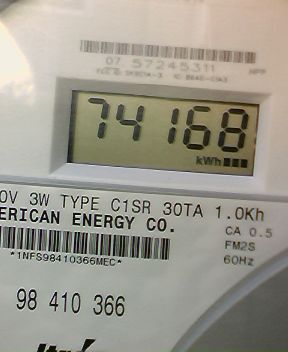 07 57245311
74168
kWh
0V 3W TYPE C1SR 30TA 1.0Kh
ERICAN ENERGY CO.
CA 0.5
FM2S
*1NFS98410366MEC*
60Hz
98 410 366